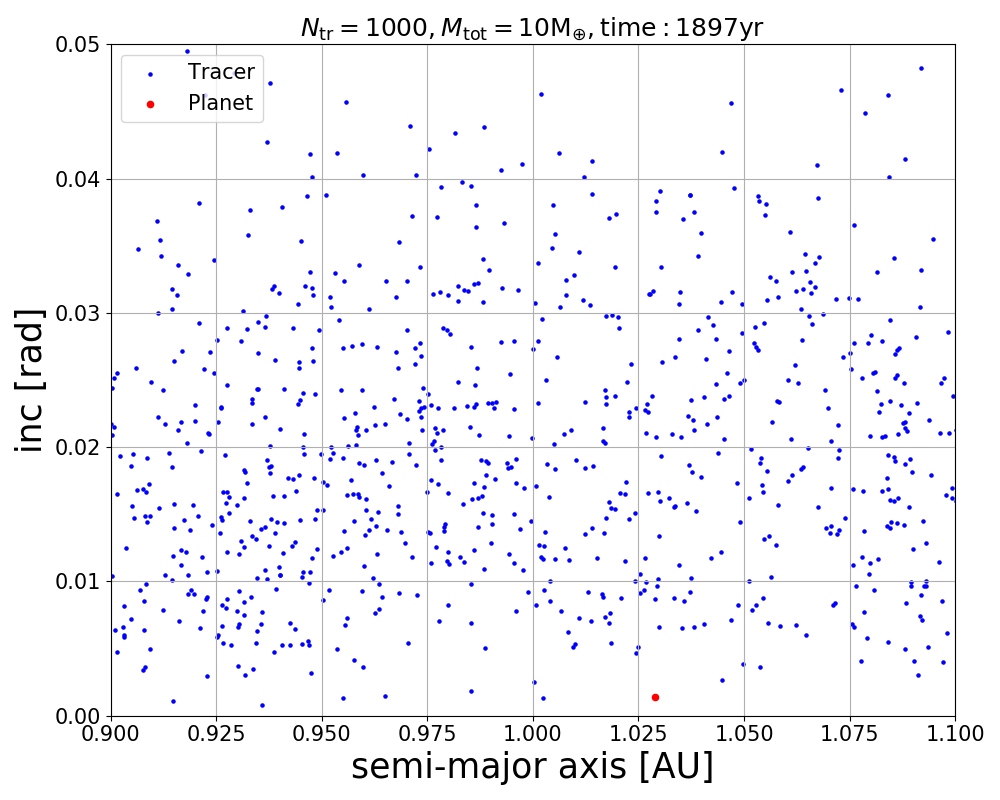 N_tr = 1000, M_tot = 10M_⊕, time : 1897yr
Tracer
Planet
0.05
0.04
0.03
0.02
0.01
0.00
inc [rad]
0.900 0.925 0.950 0.975 1.000 1.025 1.050 1.075 1.100
semi-major axis [AU]